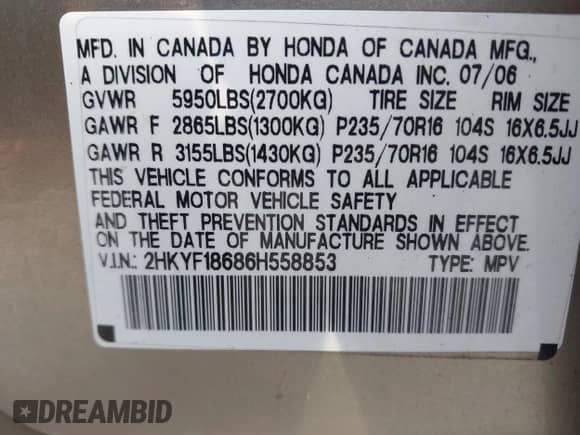 MFD. IN CANADA BY HONDA OF CANADA MFG.,
A DIVISION OF HONDA CANADA INC. 07/06
GVWR 5950LBS(2700KG) TIRE SIZE RIM SIZE
GAWR F 2865LBS(1300KG) P235/70R16 104S 16X6.5JJ
GAWR R 3155LBS(1430KG) P235/70R16 104S 16X6.5JJ
THIS VEHICLE CONFORMS TO ALL APPLICABLE
FEDERAL MOTOR VEHICLE SAFETY
AND THEFT PREVENTION STANDARDS IN EFFECT
ON THE DATE OF MANUFACTURE SHOWN ABOVE.
V.I.N.: 2HKYF18686H558853 TYPE: MPV
DREAMBID